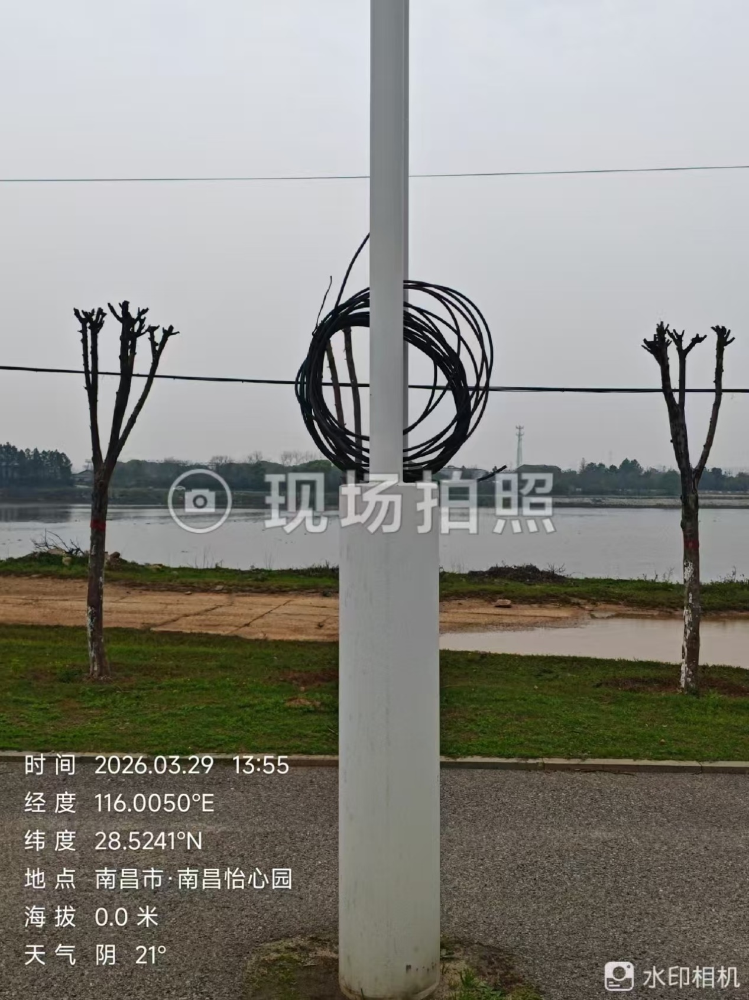 现场拍照
时间 2026.03.29 13:55
经度 116.0050°E
纬度 28.5241°N
地点 南昌市·南昌怡心园
海拔 0.0 米
天气 阴 21°
水印相机